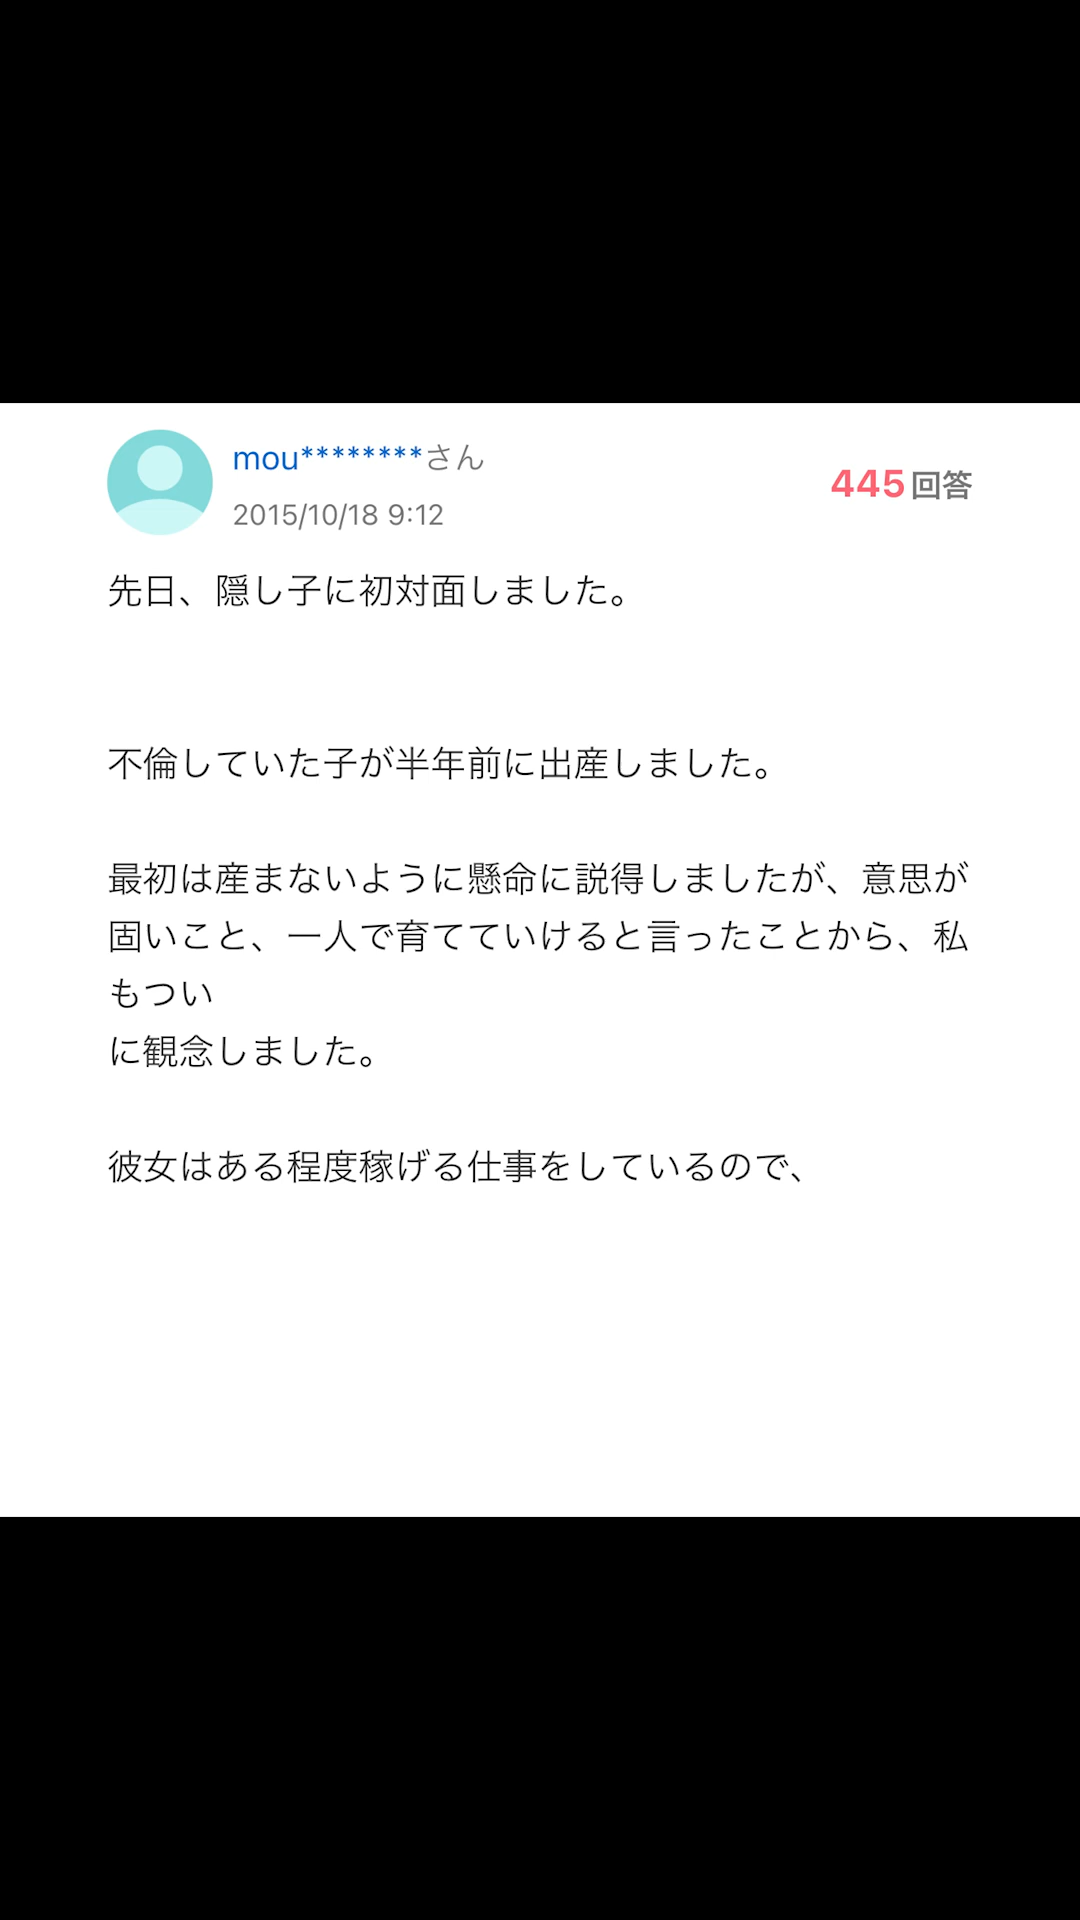 mou********さん
2015/10/18 9:12
445回答
先日、隠し子に初対面しました。
不倫していた子が半年前に出産しました。
最初は産まないように懸命に説得しましたが、意思が
固いこと、一人で育てていけると言ったことから、私
もつい
に観念しました。
彼女はある程度稼げる仕事をしているので、